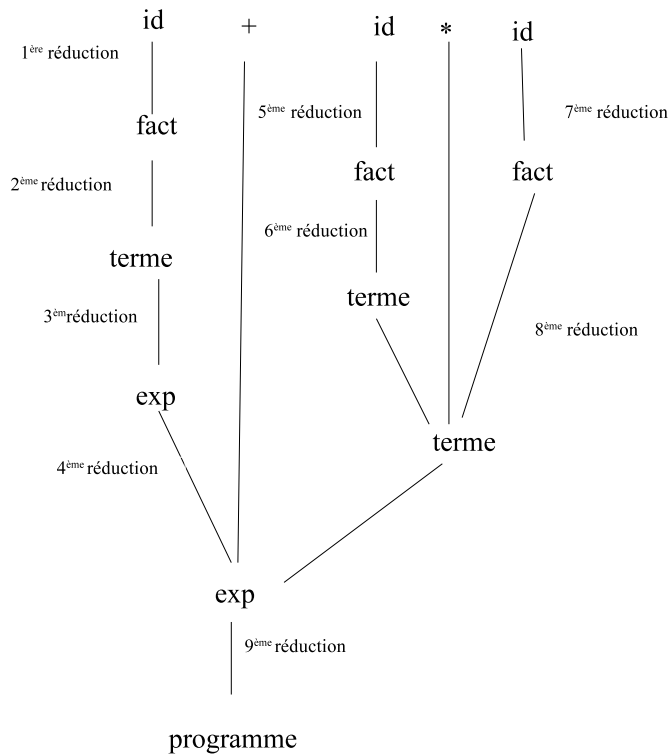 id + id * id
1ère réduction
5ème réduction
7ème réduction
fact
fact
fact
2ème réduction
6ème réduction
terme
terme
3èmréduction
8ème réduction
exp
terme
4ème réduction
exp
9ème réduction
programme